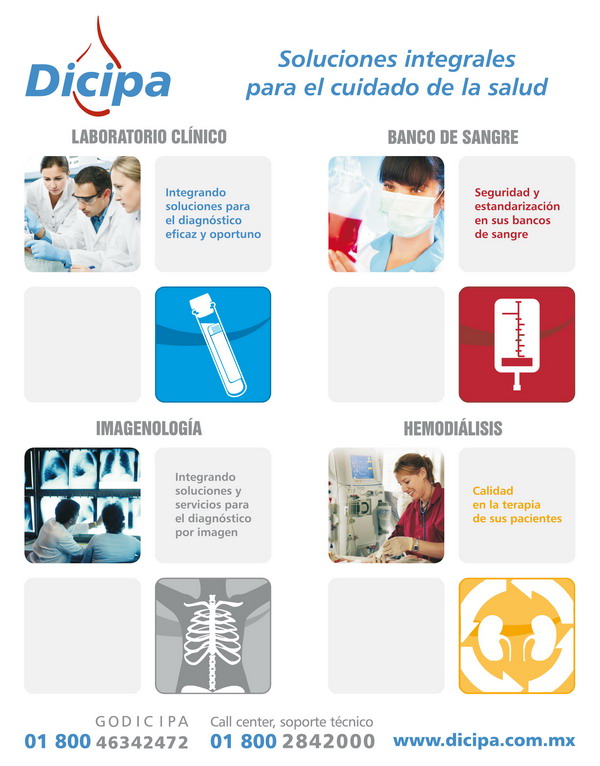 Dicipa
Soluciones integrales
para el cuidado de la salud
LABORATORIO CLÍNICO
Integrando
soluciones para
el diagnóstico
eficaz y oportuno
BANCO DE SANGRE
Seguridad y
estandarización
en sus bancos
de sangre
IMAGENOLOGÍA
Integrando
soluciones y
servicios para
el diagnóstico
por imagen
HEMODIÁLISIS
Calidad
en la terapia
de sus pacientes
GODICIPA
01 800 46342472
Call center, soporte técnico
01 800 2842000
www.dicipa.com.mx